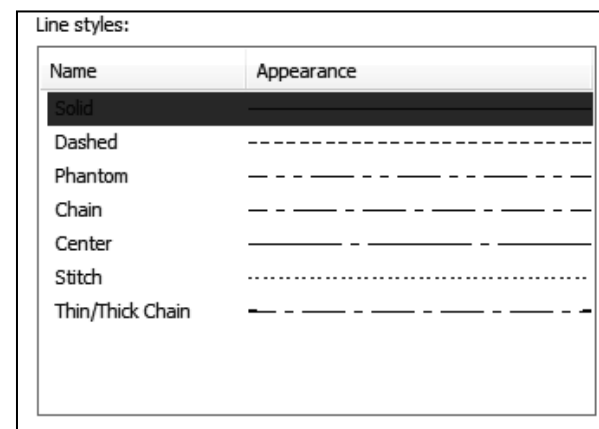 Line styles:
Name Appearance
Solid
Dashed
Phantom
Chain
Center
Stitch
Thin/Thick Chain